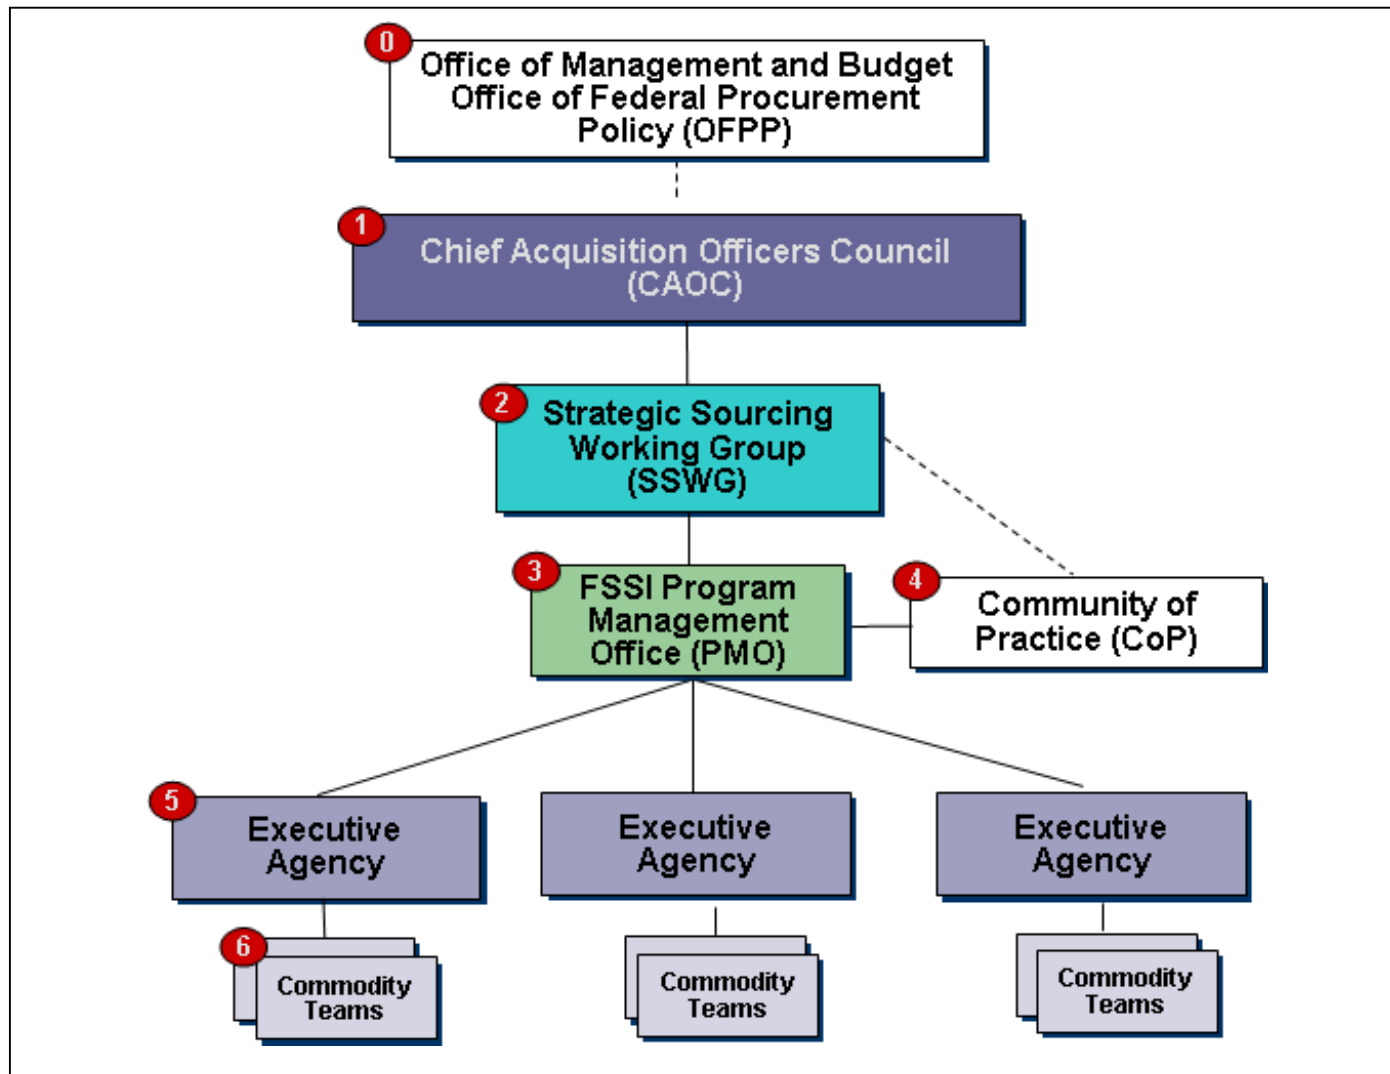 0
Office of Management and Budget
Office of Federal Procurement
Policy (OFPP)
1
Chief Acquisition Officers Council
(CAOC)
2
Strategic Sourcing
Working Group
(SSWG)
3
FSSI Program
Management
Office (PMO)
4
Community of
Practice (CoP)
5
Executive
Agency
Executive
Agency
Executive
Agency
6
Commodity
Teams
Commodity
Teams
Commodity
Teams